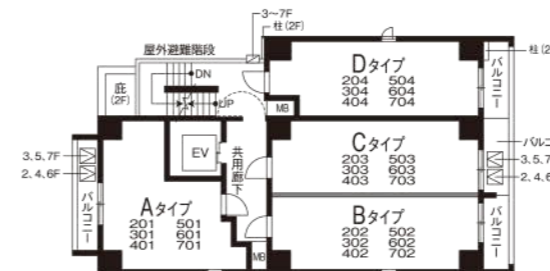 3～7F
柱(2F)
屋外避難階段
DN
UP
庇
(2F)
MB
Dタイプ
204 504
304 604
404 704
バルコニー
柱(2
Cタイプ
203 503
303 603
403 703
バルコ
3.5.7
2.4.6
EV
共用廊下
3.5.7F
2.4.6F
バルコニー
Aタイプ
201 501
301 601
401 701
MB
Bタイプ
202 502
302 602
402 702
バルコニー